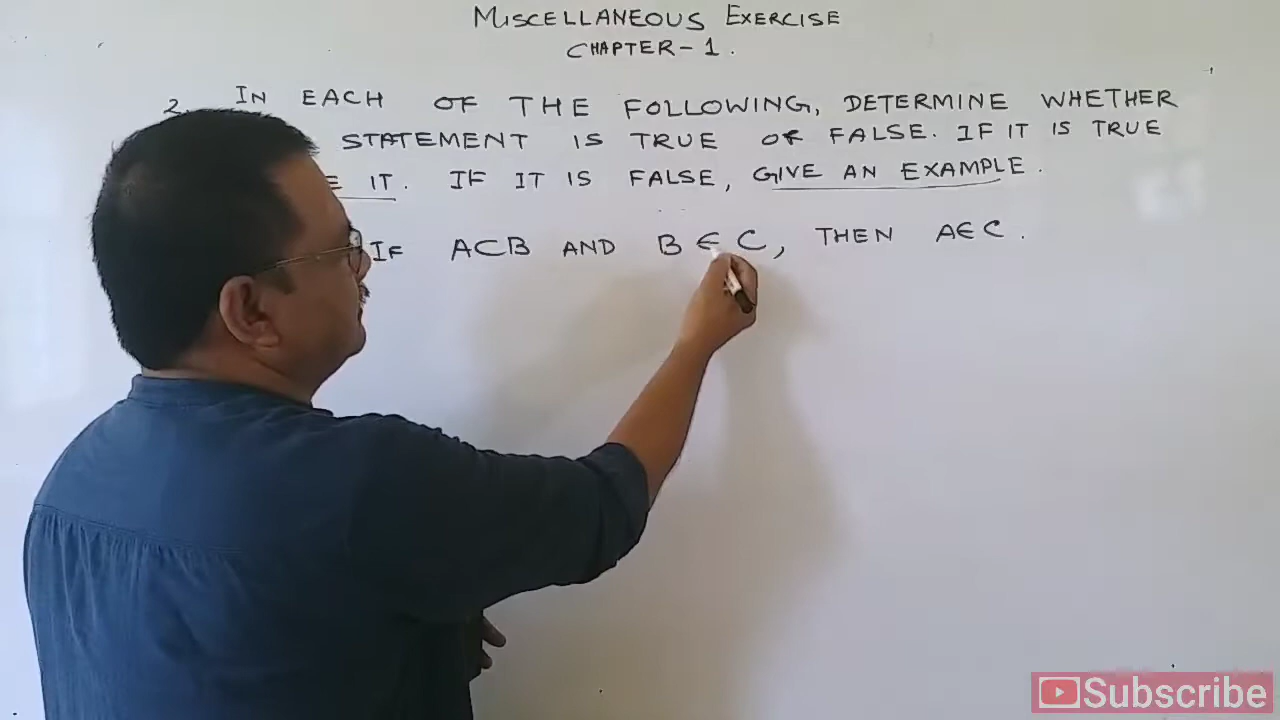 MISCELLANEOUS EXERCISE
CHAPTER-1.
2. IN EACH OF THE FOLLOWING, DETERMINE WHETHER
STATEMENT IS TRUE OR FALSE. IF IT IS TRUE
IT. IF IT IS FALSE, GIVE AN EXAMPLE.
IF A⊂B AND B ∈ C, THEN A∈C.
Subscribe